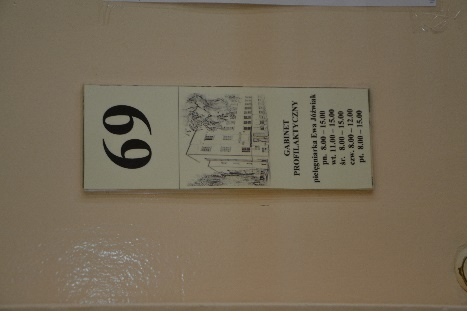 69
GABINET
PROFILAKTYCZNY
pielęgniarka Ewa Jóźwiak
pn. 8.00 – 15.00
wt. 11.00 – 15.00
śr. 8.00 – 15.00
czw. 8.00 – 12.00
pt. 8.00 – 15.00